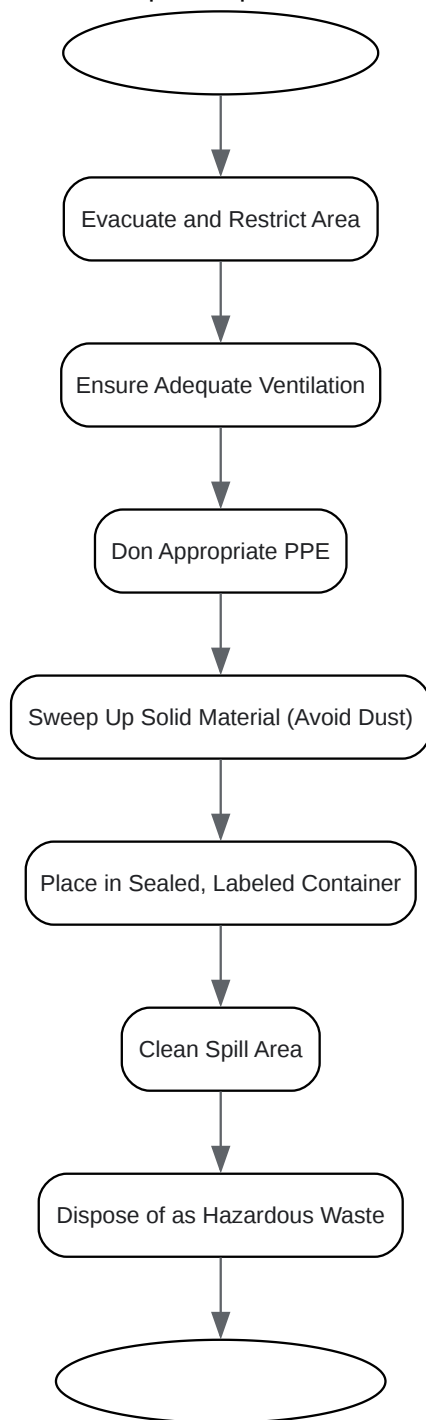 Evacuate and Restrict Area
Ensure Adequate Ventilation
Don Appropriate PPE
Sweep Up Solid Material (Avoid Dust)
Place in Sealed, Labeled Container
Clean Spill Area
Dispose of as Hazardous Waste